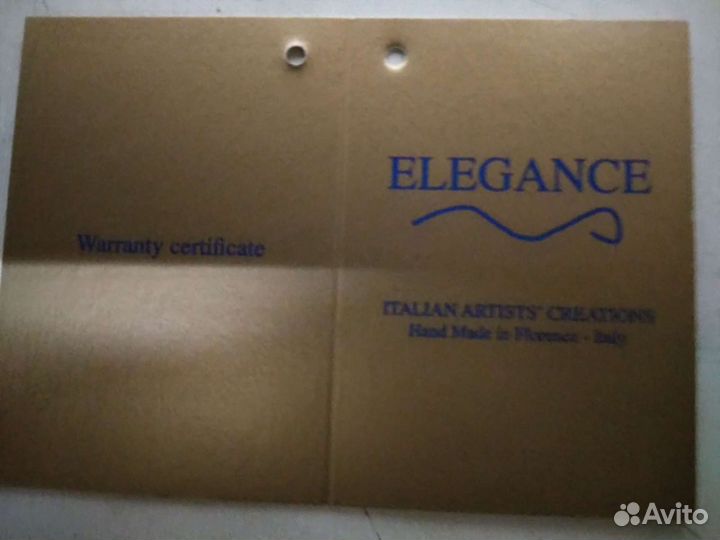 Warranty certificate
ELEGANCE
ITALIAN ARTISTS' CREATIONS
Hand Made in Florence - Italy
Avito